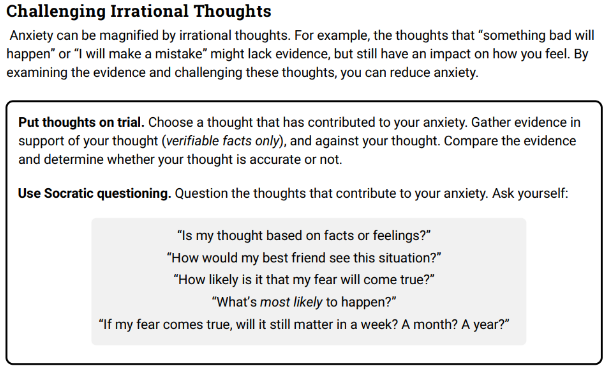 Challenging Irrational Thoughts
Anxiety can be magnified by irrational thoughts. For example, the thoughts that “something bad will
happen” or “I will make a mistake” might lack evidence, but still have an impact on how you feel. By
examining the evidence and challenging these thoughts, you can reduce anxiety.
Put thoughts on trial. Choose a thought that has contributed to your anxiety. Gather evidence in
support of your thought (verifiable facts only), and against your thought. Compare the evidence
and determine whether your thought is accurate or not.
Use Socratic questioning. Question the thoughts that contribute to your anxiety. Ask yourself:
“Is my thought based on facts or feelings?”
“How would my best friend see this situation?”
“How likely is it that my fear will come true?”
“What’s most likely to happen?”
“If my fear comes true, will it still matter in a week? A month? A year?”